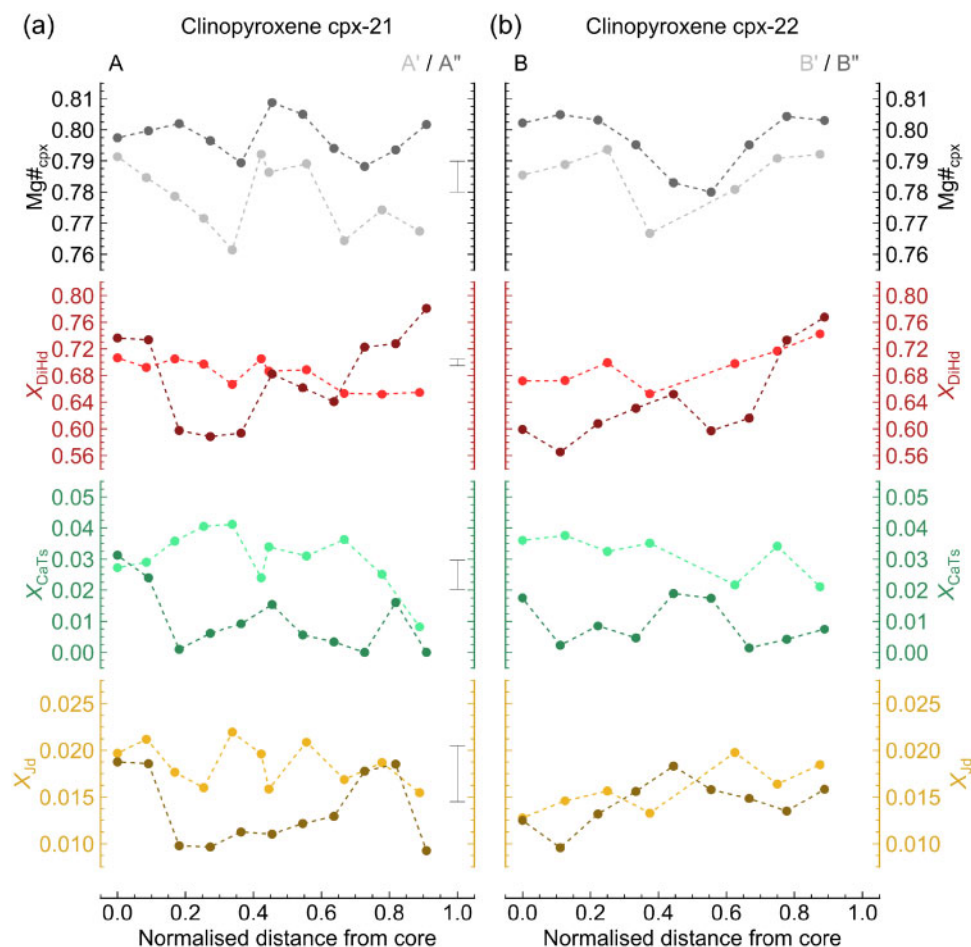 (a) Clinopyroxene cpx-21
(b) Clinopyroxene cpx-22
A A' / A"
B B' / B"
Mg#cpx
0.81
0.80
0.79
0.78
0.77
0.76
0.81
0.80
0.79
0.78
0.77
0.76
Mg#cpx
XDiHd
0.80
0.76
0.72
0.68
0.64
0.60
0.56
0.80
0.76
0.72
0.68
0.64
0.60
0.56
XDiHd
XCaTs
0.05
0.04
0.03
0.02
0.01
0.00
0.05
0.04
0.03
0.02
0.01
0.00
XCaTs
XJd
0.025
0.020
0.015
0.010
0.025
0.020
0.015
0.010
XJd
0.0 0.2 0.4 0.6 0.8 1.0
Normalised distance from core
0.0 0.2 0.4 0.6 0.8 1.0
Normalised distance from core